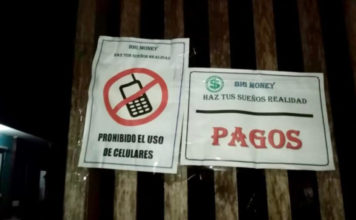 BIG MONEY
HAZ TUS SUEÑOS REALIDAD
PROHIBIDO EL USO
DE CELULARES
$ BIG MONEY
HAZ TUS SUEÑOS REALIDAD
PAGOS